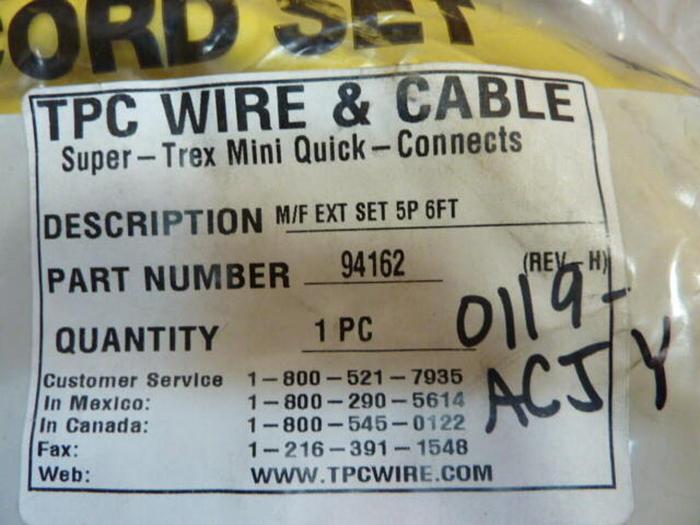 CORD SET
TPC WIRE & CABLE
Super-Trex Mini Quick-Connects
DESCRIPTION M/F EXT SET 5P 6FT
PART NUMBER 94162 (REV-H)
QUANTITY 1 PC
0119-
ACJY
Customer Service 1-800-521-7935
In Mexico: 1-800-290-5614
In Canada: 1-800-545-0122
Fax: 1-216-391-1548
Web: WWW.TPCWIRE.COM